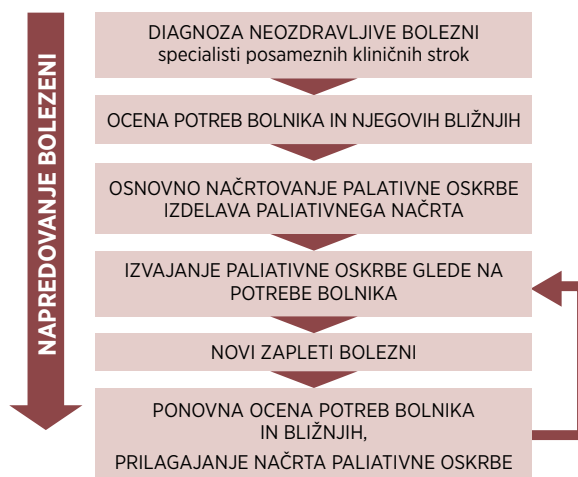 NAPREDOVANJE BOLEZENI
DIAGNOZA NEOZDRAVLJIVE BOLEZNI
specialisti posameznih kliničnih strok
OCENA POTREB BOLNIKA IN NJEGOVIH BLIŽNJIH
OSNOVNO NAČRTOVANJE PALATIVNE OSKRBE
IZDELAVA PALIATIVNEGA NAČRTA
IZVAJANJE PALIATIVNE OSKRBE GLEDE NA
POTREBE BOLNIKA
NOVI ZAPLETI BOLEZNI
PONOVNA OCENA POTREB BOLNIKA
IN BLIŽNJIH,
PRILAGAJANJE NAČRTA PALIATIVNE OSKRBE